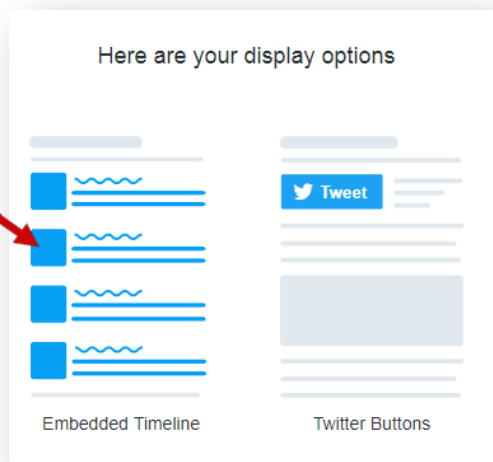 Here are your display options
Tweet
Embedded Timeline
Twitter Buttons